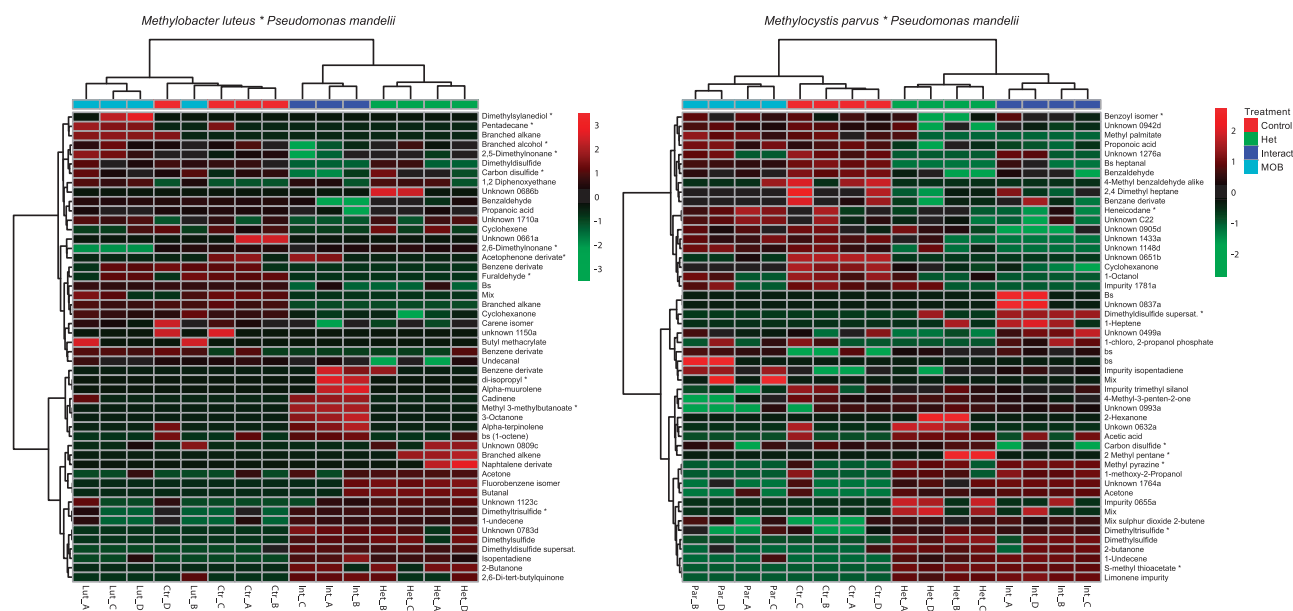 Methylobacter luteus * Pseudomonas mandelii
Dimethylsylanediol *
Pentadecane *
Branched alkane
Branched alcohol *
2,5-Dimethylnonane *
Dimethyldisulfide
Carbon disulfide *
1,2 Diphenoxyethane
Unknown 0686b
Benzaldehyde
Propanoic acid
Unknown 1710a
Cyclohexene
Unknown 0661a
2,6-Dimethylnonane *
Acetophenone derivate*
Benzene derivate
Furaldehyde *
Bs
Mix
Branched alkane
Cyclohexanone
Carene isomer
unknown 1150a
Butyl methacrylate
Benzene derivate
Undecanal
Benzene derivate
di-isopropyl *
Alpha-muurolene
Cadinene
Methyl 3-methylbutanoate *
3-Octanone
Alpha-terpinolene
bs (1-octene)
Unknown 0809c
Branched alkene
Naphtalene derivate
Acetone
Fluorobenzene isomer
Butanal
Unknown 1123c
Dimethyltrisulfide *
1-undecene
Unknown 0783d
Dimethylsulfide
Dimethyldisulfide supersat.
Isopentadiene
2-Butanone
2,6-Di-tert-butylquinone
Lut_A
Lut_C
Lut_D
Ctr_D
Lut_B
Ctr_C
Ctr_A
Ctr_B
Int_C
Int_A
Int_B
Het_B
Het_C
Het_A
Het_D
3
2
1
0
-1
-2
-3
Methylocystis parvus * Pseudomonas mandelii
Benzoyl isomer *
Unknown 0942d
Methyl palmitate
Proponoic acid
Unknown 1276a
Bs heptanal
Benzaldehyde
4-Methyl benzaldehyde alike
2,4 Dimethyl heptane
Benzane derivate
Heneicodane *
Unknown C22
Unknown 0905d
Unknown 1433a
Unknown 1148d
Unknown 0651b
Cyclohexanone
1-Octanol
Impurity 1781a
Bs
Unknown 0837a
Dimethyldisulfide supersat. *
1-Heptene
Unknown 0499a
1-chloro, 2-propanol phosphate
bs
bs
Impurity isopentadiene
Mix
Impurity trimethyl silanol
4-Methyl-3-penten-2-one
Unknown 0993a
2-Hexanone
Unkown 0632a
Acetic acid
Carbon disulfide *
2 Methyl pentane *
Methyl pyrazine *
1-methoxy-2-Propanol
Unknown 1764a
Acetone
Impurity 0655a
Mix
Mix sulphur dioxide 2-butene
Dimethyltrisulfide *
Dimethylsulfide
2-butanone
1-Undecene
S-methyl thioacetate *
Limonene impurity
Par_B
Par_D
Par_A
Par_C
Ctr_C
Ctr_B
Ctr_A
Ctr_D
Het_A
Het_D
Het_B
Het_C
Int_A
Int_D
Int_B
Int_C
2
1
0
-1
-2
Treatment
Control
Het
Interact
MOB